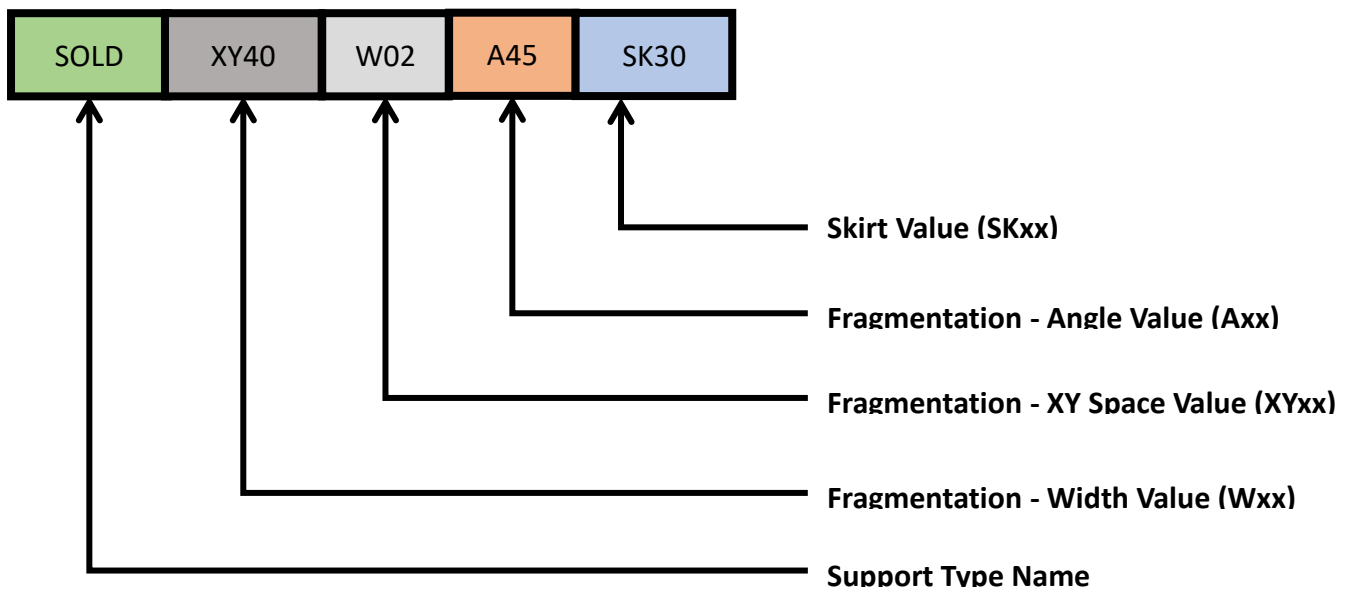 SOLD XY40 W02 A45 SK30
Skirt Value (SKxx)
Fragmentation - Angle Value (Axx)
Fragmentation - XY Space Value (XYxx)
Fragmentation - Width Value (Wxx)
Support Type Name